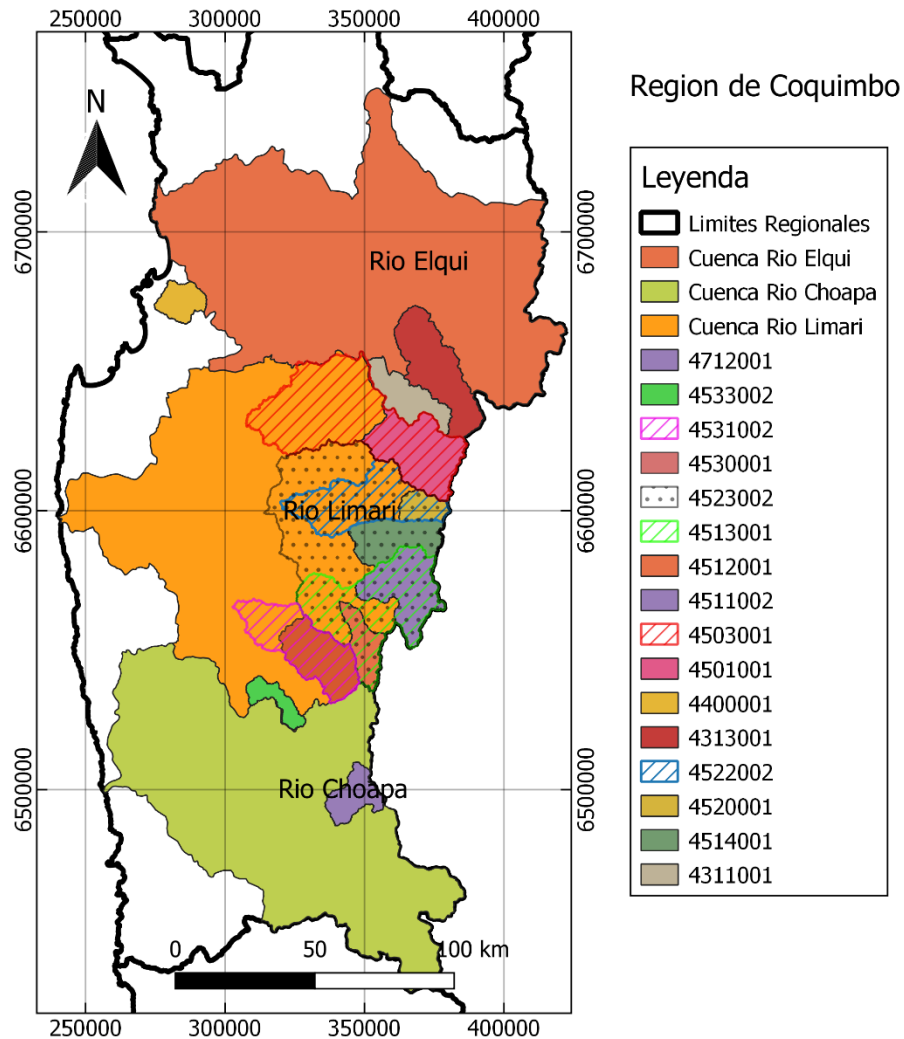 250000 300000 350000 400000
N
Region de Coquimbo
Leyenda
Limites Regionales
Cuenca Rio Elqui
Cuenca Rio Choapa
Cuenca Rio Limari
4712001
4533002
4531002
4530001
4523002
4513001
4512001
4511002
4503001
4501001
4400001
4313001
4522002
4520001
4514001
4311001
6700000
6700000
Rio Elqui
6600000
6600000
Rio Limari
6500000
6500000
Rio Choapa
0 50 100 km
250000 300000 350000 400000